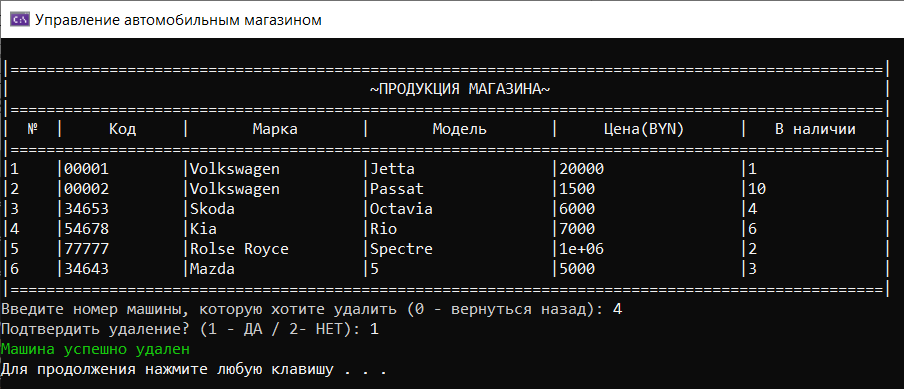 Управление автомобильным магазином
|=================================================================================================|
| ~ПРОДУКЦИЯ МАГАЗИНА~ |
|=================================================================================================|
| № | Код | Марка | Модель | Цена(BYN) | В наличии |
|=================================================================================================|
|1 |00001 |Volkswagen |Jetta |20000 |1 |
|2 |00002 |Volkswagen |Passat |1500 |10 |
|3 |34653 |Skoda |Octavia |6000 |4 |
|4 |54678 |Kia |Rio |7000 |6 |
|5 |77777 |Rolse Royce |Spectre |1e+06 |2 |
|6 |34643 |Mazda |5 |5000 |3 |
|=================================================================================================|
Введите номер машины, которую хотите удалить (0 - вернуться назад): 4
Подтвердить удаление? (1 - ДА / 2- НЕТ): 1
Машина успешно удален
Для продолжения нажмите любую клавишу . . .